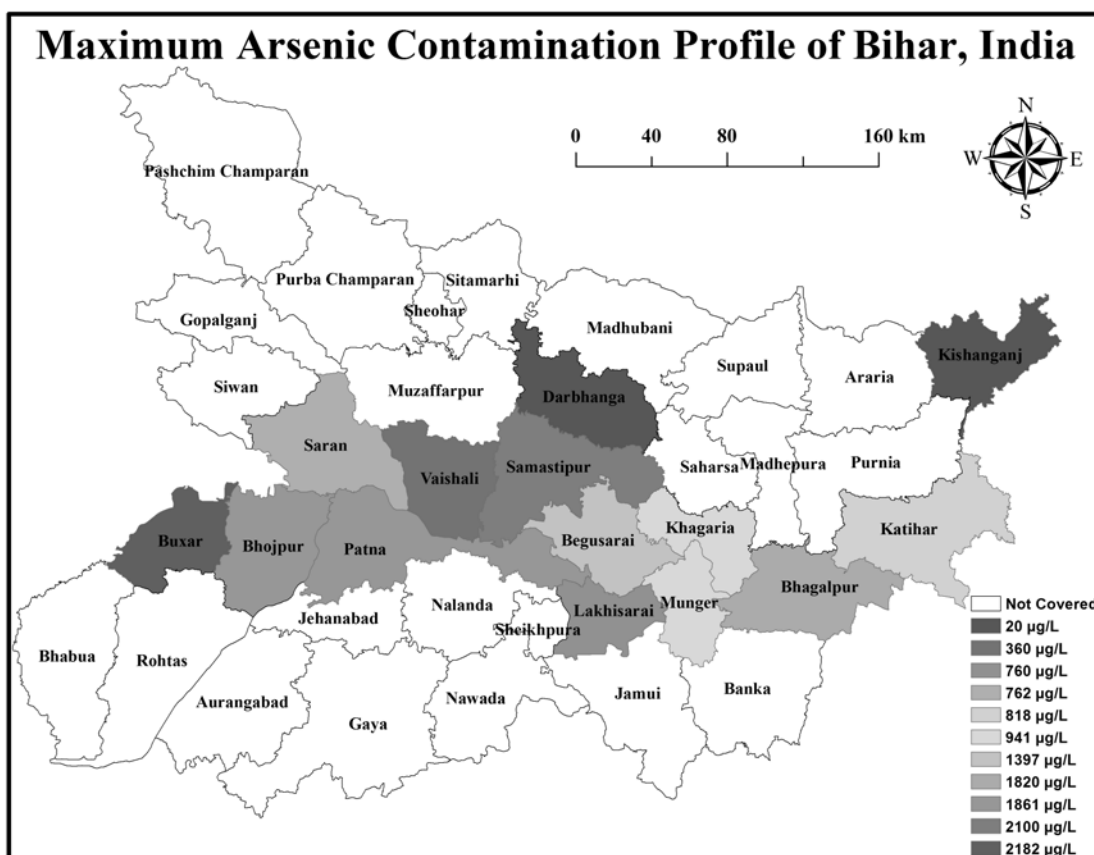 Maximum Arsenic Contamination Profile of Bihar, India
N
W E
S
0 40 80 160 km
Pashchim Champaran
Purba Champaran
Sitamarhi
Sheohar
Gopalganj
Madhubani
Kishanganj
Siwan
Muzaffarpur
Supaul
Araria
Darbhanga
Saran
Vaishali
Samastipur
Saharsa
Madhepura
Purnia
Buxar
Bhojpur
Patna
Begusarai
Khagaria
Katihar
Bhagalpur
Munger
Lakhisarai
Nalanda
Jehanabad
Sheikhpura
Bhabua
Rohtas
Aurangabad
Gaya
Nawada
Jamui
Banka
Not Covered
20 µg/L
360 µg/L
760 µg/L
762 µg/L
818 µg/L
941 µg/L
1397 µg/L
1820 µg/L
1861 µg/L
2100 µg/L
2182 µg/L